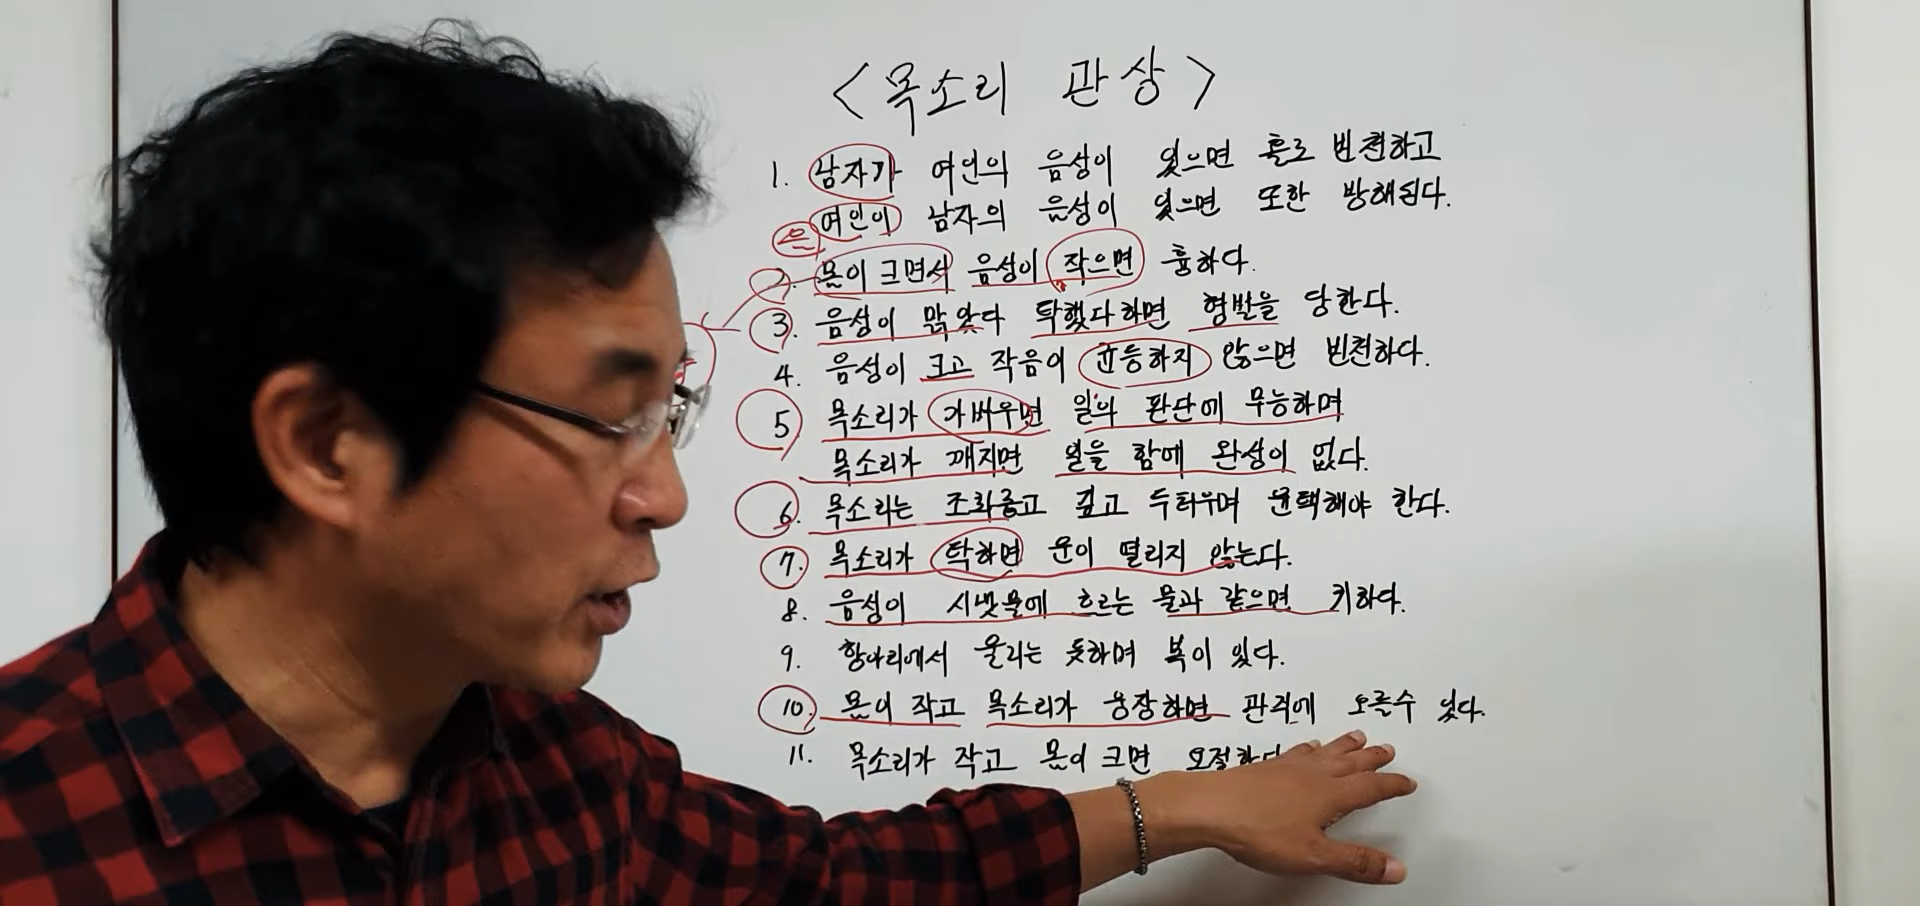 <목소리 관상>
1. 남자가 여인의 음성이 있으면 홀로 빈천하고
여인이 남자의 음성이 있으면 또한 방해된다.
음
2. 몸이 크면서 음성이 작으면 흉하다.
3. 음성이 맑았다 탁했다하면 형벌을 당한다.
4. 음성이 크고 작음이 균등하지 않으면 빈천하다.
5 목소리가 가벼우면 일의 판단에 무능하며
목소리가 깨지면 일을 함에 완성이 없다.
6. 목소리는 조화롭고 깊고 두터우며 윤택해야 한다.
7. 목소리가 탁하면 운이 열리지 않는다.
8. 음성이 시냇물에 흐르는 물과 같으면 귀하다.
9. 항아리에서 울리는 듯하며 복이 있다.
10. 몸이 작고 목소리가 웅장하면 관직에 오를수 있다.
11. 목소리가 작고 몸이 크면 요절한다